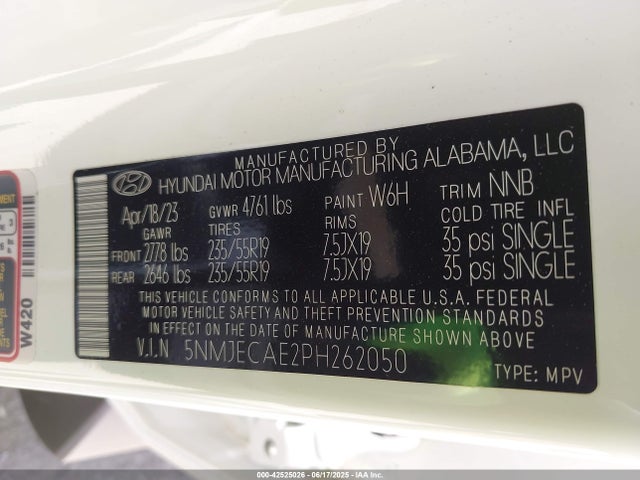 MANUFACTURED BY
HYUNDAI MOTOR MANUFACTURING ALABAMA, LLC
Apr/18/23 GVWR 4761 lbs PAINT W6H TRIM NNB
GAWR TIRES RIMS COLD TIRE INFL
FRONT 2778 lbs 235/55R19 7.5JX19 35 psi SINGLE
REAR 2646 lbs 235/55R19 7.5JX19 35 psi SINGLE
THIS VEHICLE CONFORMS TO ALL APPLICABLE U.S.A. FEDERAL
MOTOR VEHICLE SAFETY AND THEFT PREVENTION STANDARDS
IN EFFECT ON THE DATE OF MANUFACTURE SHOWN ABOVE
V.I.N 5NMJECAE2PH262050
TYPE: MPV
W420
000-42525026 - 06/17/2025 - IAA Inc.